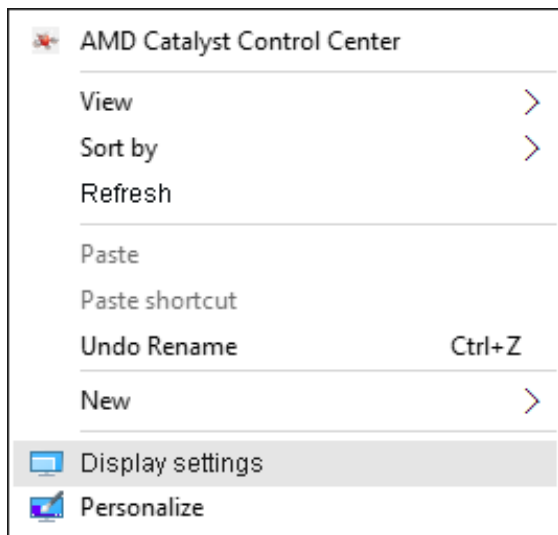 AMD Catalyst Control Center
View
Sort by
Refresh
Paste
Paste shortcut
Undo Rename Ctrl+Z
New
Display settings
Personalize